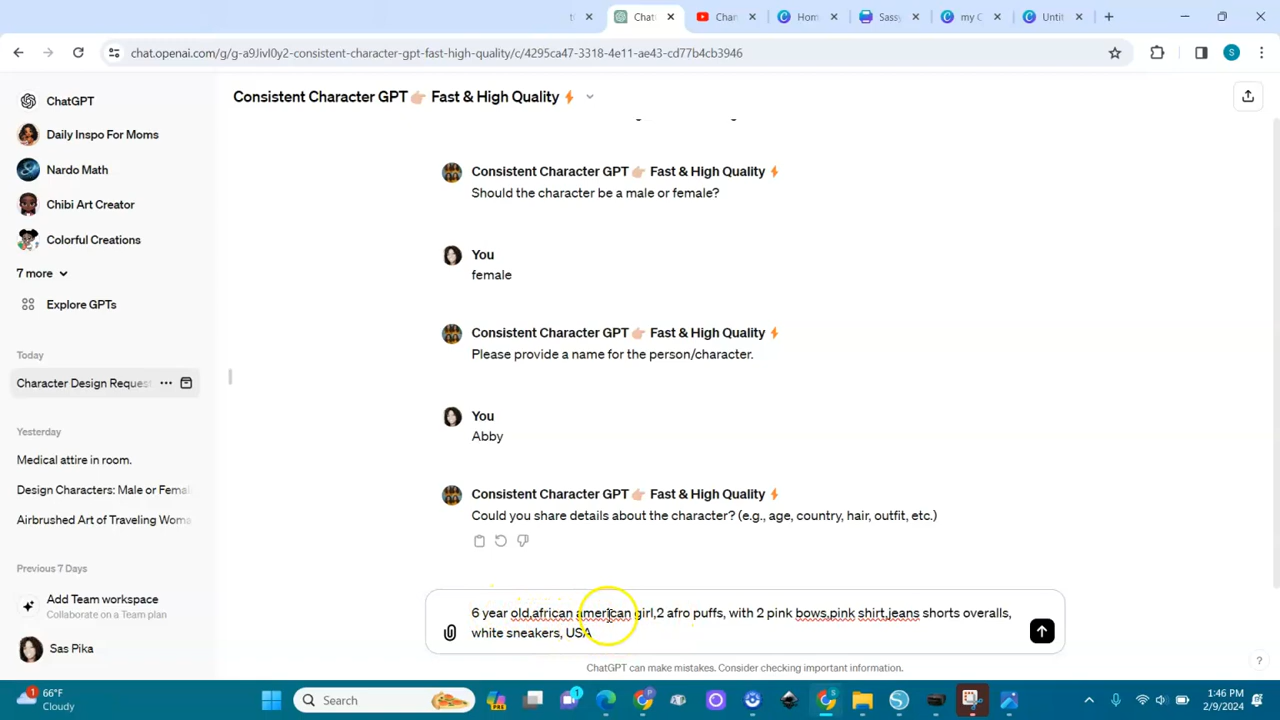 Chat
Chan
Hom
Sassy
my C
Untit
chat.openai.com/g/g-a9JivI0y2-consistent-character-gpt-fast-high-quality/c/4295ca47-3318-4e11-ae43-cd77b4cb3946
S
ChatGPT
Daily Inspo For Moms
Nardo Math
Chibi Art Creator
Colorful Creations
7 more
Explore GPTs
Today
Character Design Reques
Yesterday
Medical attire in room.
Design Characters: Male or Fema
Airbrushed Art of Traveling Woma
Previous 7 Days
Add Team workspace
Collaborate on a Team plan
Sas Pika
Consistent Character GPT👉🏼 Fast & High Quality⚡
Consistent Character GPT👉🏼 Fast & High Quality ⚡
Should the character be a male or female?
You
female
Consistent Character GPT👉🏼 Fast & High Quality ⚡
Please provide a name for the person/character.
You
Abby
Consistent Character GPT👉🏼 Fast & High Quality ⚡
Could you share details about the character? (e.g., age, country, hair, outfit, etc.)
6 year old,african american girl,2 afro puffs, with 2 pink bows,pink shirt,jeans shorts overalls,
white sneakers, USA
ChatGPT can make mistakes. Consider checking important information.
?
1
66°F
Cloudy
Search
1
1:46 PM
2/9/2024